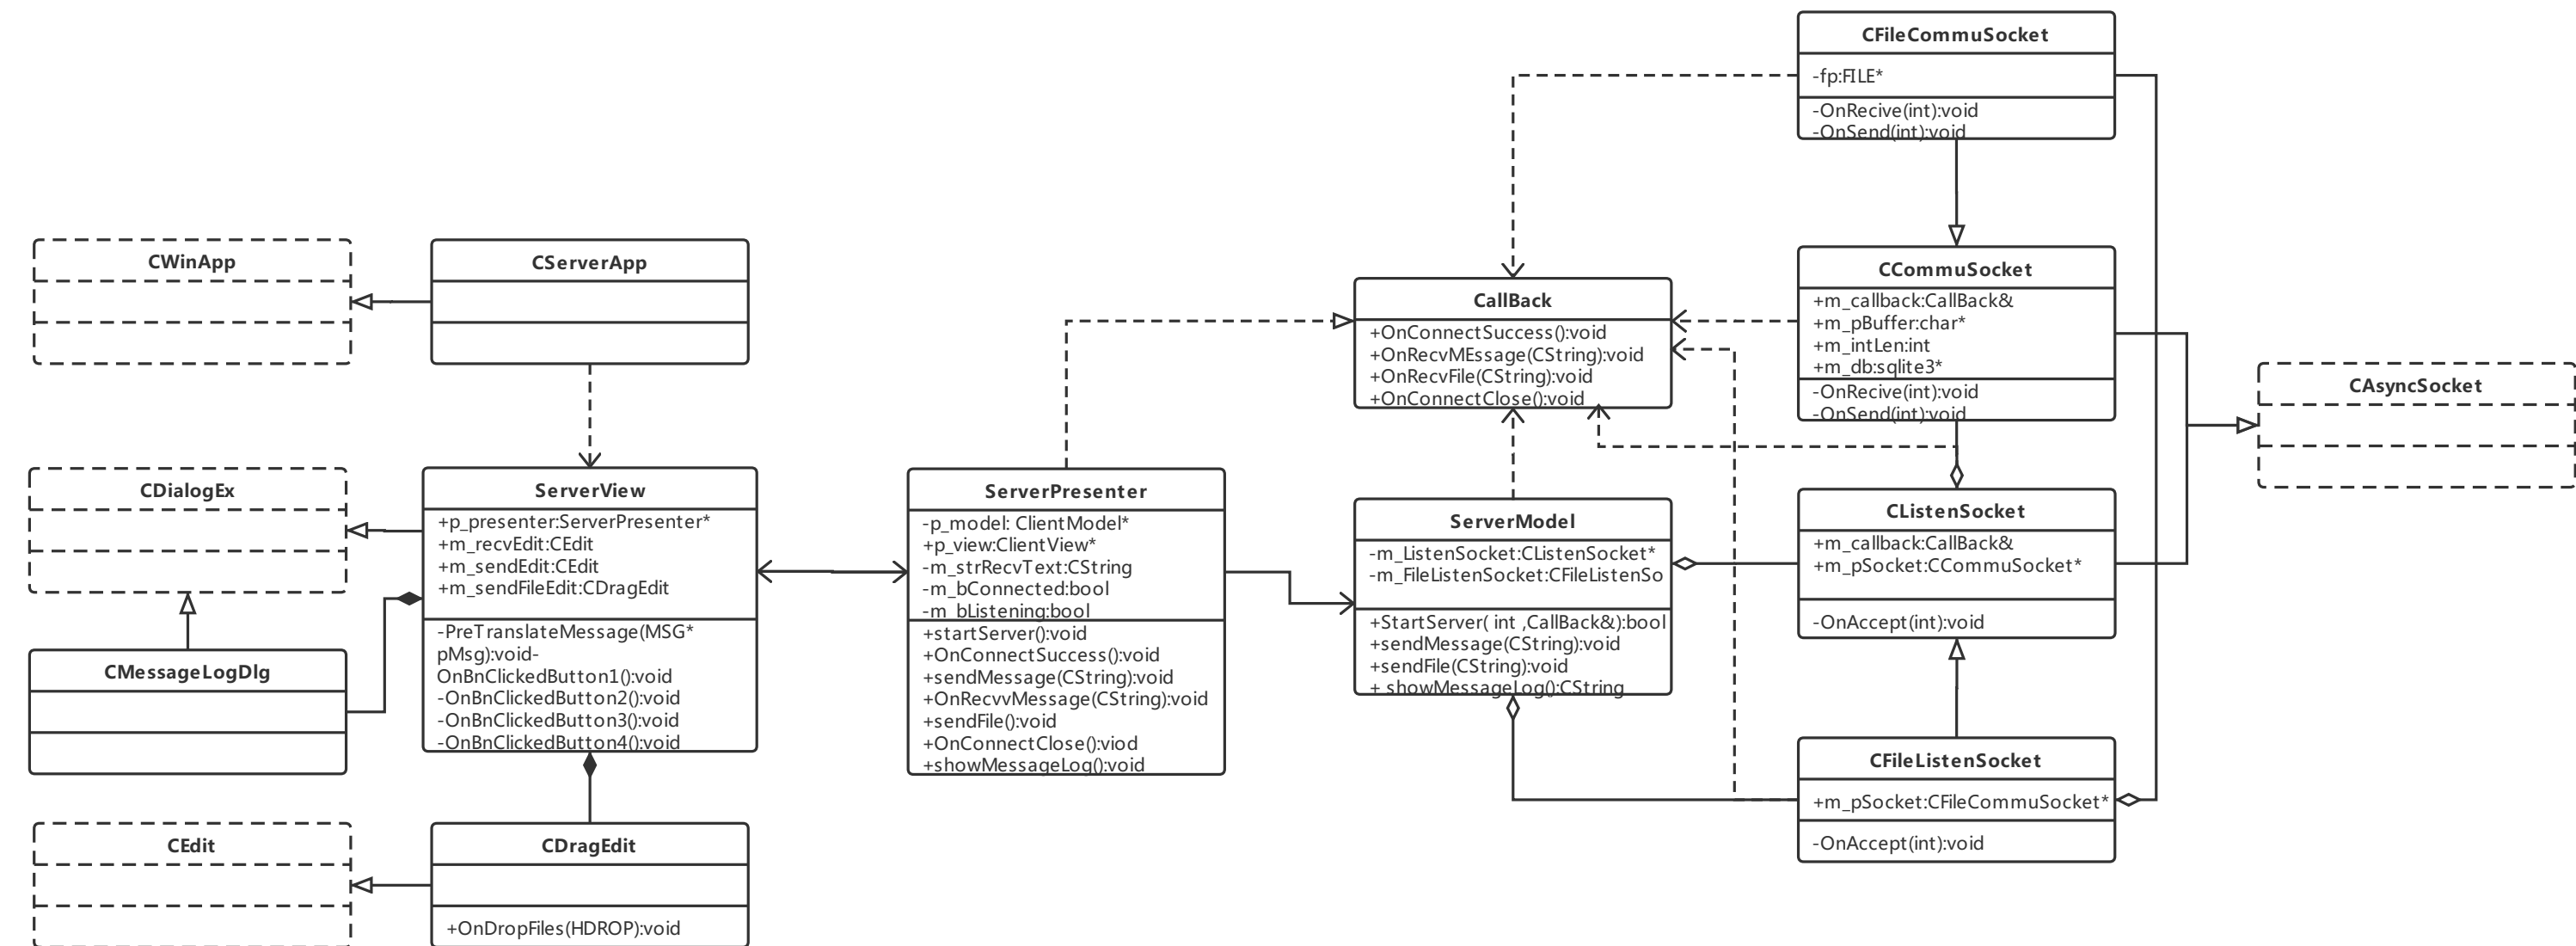 CFileCommuSocket
-fp:FILE*
-OnRecive(int):void
-OnSend(int):void
CWinApp
CServerApp
CallBack
+OnConnectSuccess():void
+OnRecvMEssage(CString):void
+OnRecvFile(CString):void
+OnConnectClose():void
CCommuSocket
+m_callback:CallBack&
+m_pBuffer:char*
+m_intLen:int
+m_db:sqlite3*
-OnRecive(int):void
-OnSend(int):void
CAsyncSocket
CDialogEx
ServerView
+p_presenter:ServerPresenter*
+m_recvEdit:CEdit
+m_sendEdit:CEdit
+m_sendFileEdit:CDragEdit
-PreTranslateMessage(MSG*
pMsg):void-
OnBnClickedButton1():void
-OnBnClickedButton2():void
-OnBnClickedButton3():void
-OnBnClickedButton4():void
ServerPresenter
-p_model: ClientModel*
+p_view:ClientView*
-m_strRecvText:CString
-m_bConnected:bool
-m_bListening:bool
+startServer():void
+OnConnectSuccess():void
+sendMessage(CString):void
+OnRecvvMessage(CString):void
+sendFile():void
+OnConnectClose():viod
+showMessageLog():void
ServerModel
-m_ListenSocket:CListenSocket*
-m_FileListenSocket:CFileListenSo
+StartServer( int ,CallBack&):bool
+sendMessage(CString):void
+sendFile(CString):void
+ showMessageLog():CString
CListenSocket
+m_callback:CallBack&
+m_pSocket:CCommuSocket*
-OnAccept(int):void
CMessageLogDlg
CFileListenSocket
+m_pSocket:CFileCommuSocket*
-OnAccept(int):void
CEdit
CDragEdit
+OnDropFiles(HDROP):void